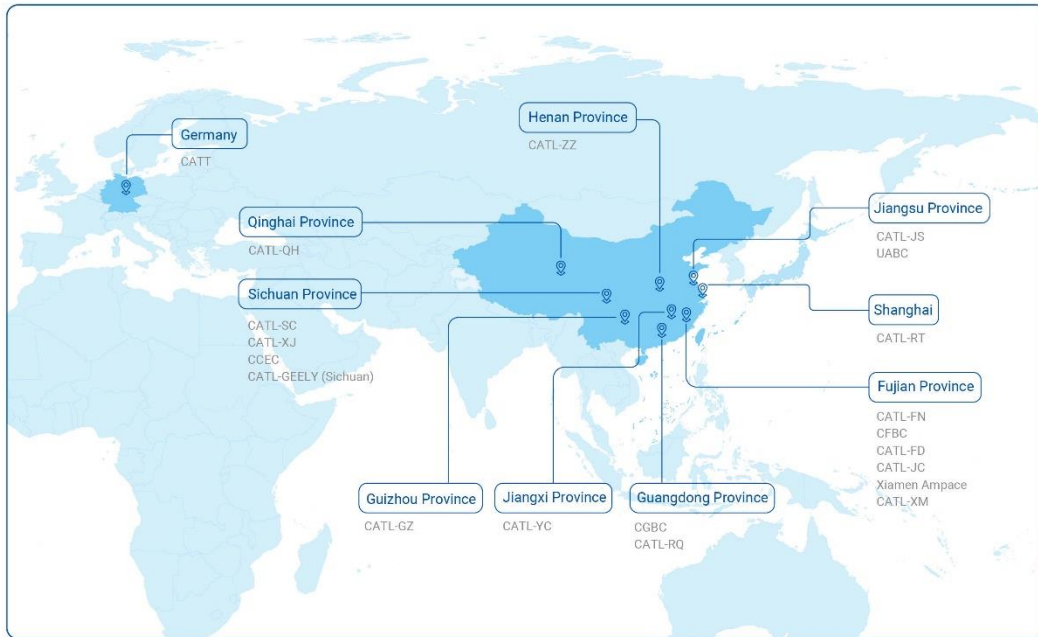 Germany
CATT
Henan Province
CATL-ZZ
Qinghai Province
CATL-QH
Jiangsu Province
CATL-JS
UABC
Sichuan Province
CATL-SC
CATL-XJ
CCEC
CATL-GEELY (Sichuan)
Shanghai
CATL-RT
Fujian Province
CATL-FN
CFBC
CATL-FD
CATL-JC
Xiamen Ampace
CATL-XM
Guizhou Province
CATL-GZ
Jiangxi Province
CATL-YC
Guangdong Province
CGBC
CATL-RQ